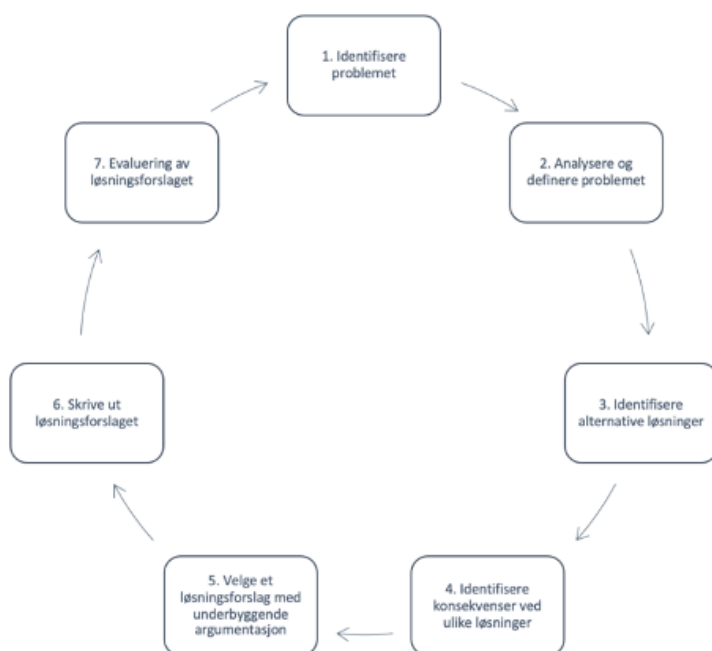 1. Identifisere
problemet
2. Analysere og
definere problemet
3. Identifisere
alternative løsninger
4. Identifisere
konsekvenser ved
ulike løsninger
5. Velge et
løsningsforslag med
underbyggende
argumentasjon
6. Skrive ut
løsningsforslaget
7. Evaluering av
løsningsforslaget